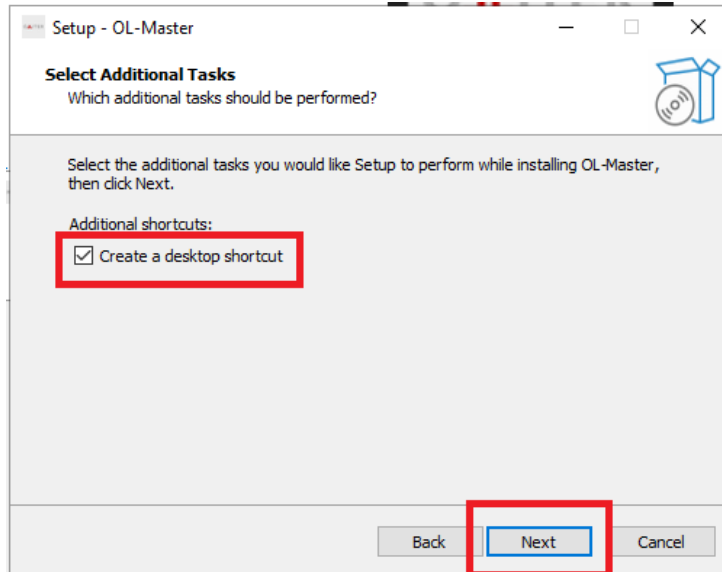 Setup - OL-Master
Select Additional Tasks
Which additional tasks should be performed?
Select the additional tasks you would like Setup to perform while installing OL-Master,
then click Next.
Additional shortcuts:
Create a desktop shortcut
Back Next Cancel